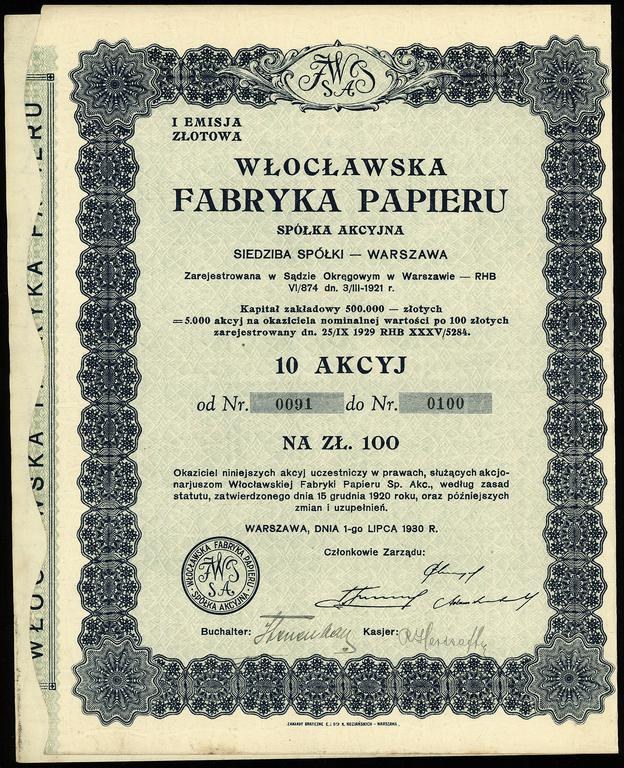 I EMISJA
ZŁOTOWA
WŁOCŁAWSKA
FABRYKA PAPIERU
SPÓŁKA AKCYJNA
SIEDZIBA SPÓŁKI — WARSZAWA
Zarejestrowana w Sądzie Okręgowym w Warszawie — RHB
VI/874 dn. 3/III-1921 r.
Kapitał zakładowy 500.000 — złotych
=5.000 akcyj na okaziciela nominalnej wartości po 100 złotych
zarejestrowany dn. 25/IX 1929 RHB XXXV/5284.
10 AKCYJ
od Nr. 0091 do Nr. 0100
NA ZŁ. 100
Okaziciel niniejszych akcyj uczestniczy w prawach, służących akcjo-
narjuszom Włocławskiej Fabryki Papieru Sp. Akc., według zasad
statutu, zatwierdzonego dnia 15 grudnia 1920 roku, oraz późniejszych
zmian i uzupełnień.
WARSZAWA, DNIA 1-go LIPCA 1930 R.
Członkowie Zarządu:
WŁOCŁAWSKA FABRYKA PAPIERU
SPÓŁKA AKCYJNA
Buchalter: Kasjer:
ZAKŁADY GRAFICZNE K. KOZIAŃSKICH - WARSZAWA